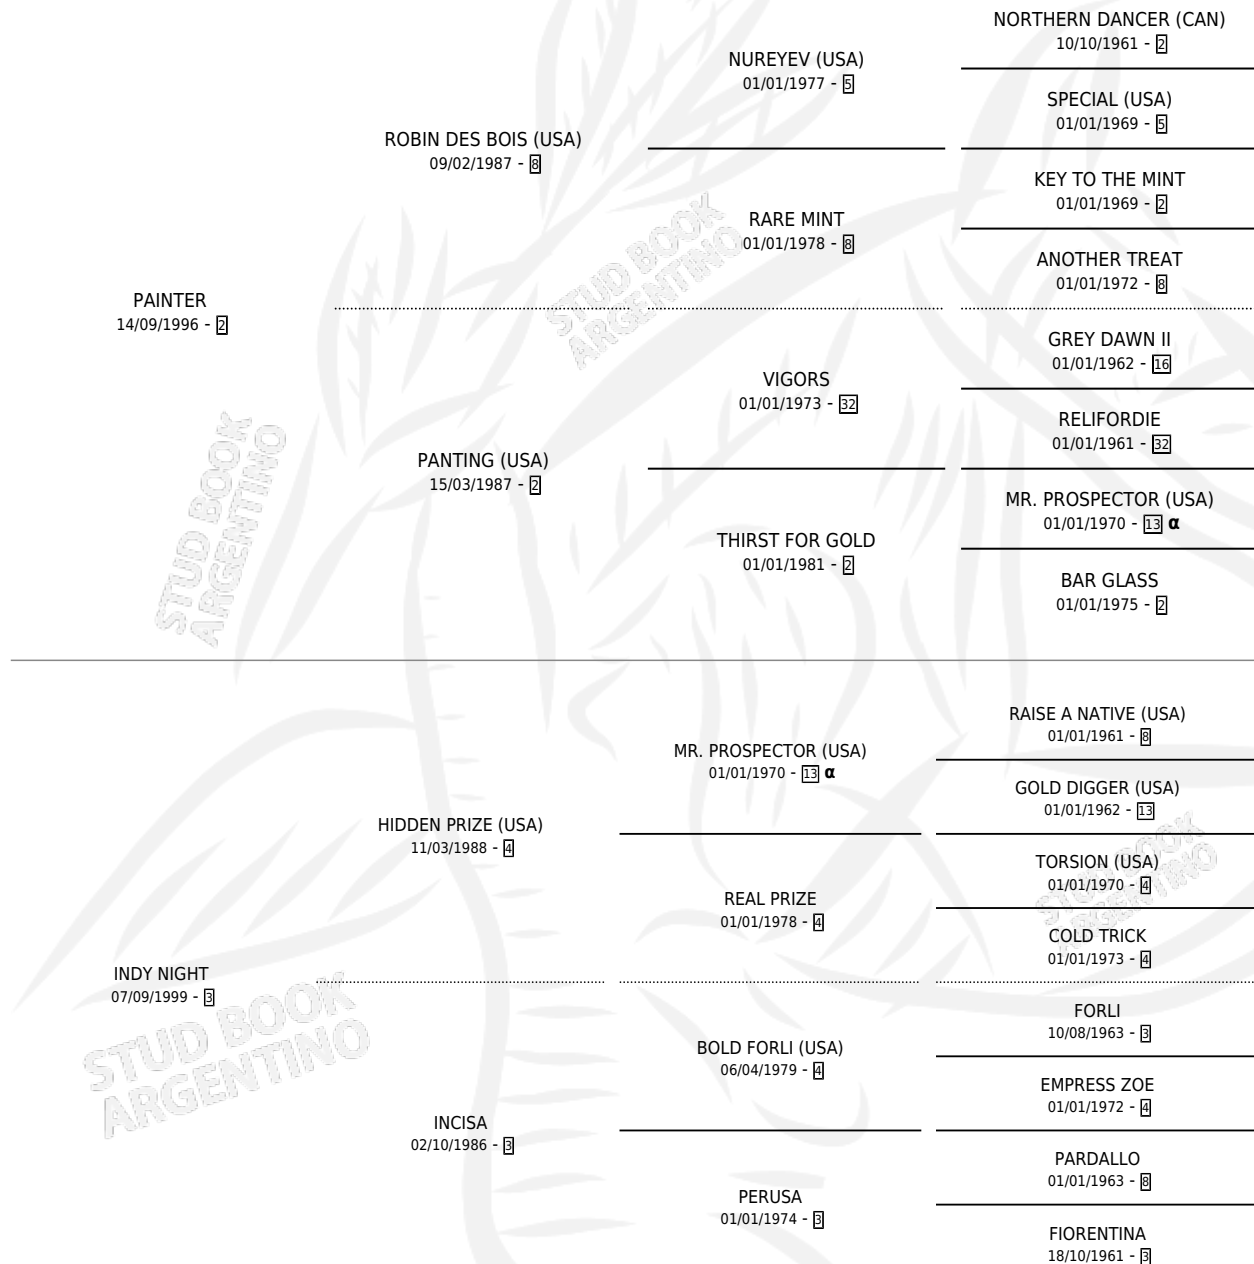 NORTHERN DANCER (CAN)
10/10/1961 - 2
NUREYEV (USA)
01/01/1977 - 5
SPECIAL (USA)
01/01/1969 - 5
ROBIN DES BOIS (USA)
09/02/1987 - 8
KEY TO THE MINT
01/01/1969 - 2
RARE MINT
01/01/1978 - 8
ANOTHER TREAT
01/01/1972 - 8
PAINTER
14/09/1996 - 2
GREY DAWN II
01/01/1962 - 16
VIGORS
01/01/1973 - 32
RELIFORDIE
01/01/1961 - 32
PANTING (USA)
15/03/1987 - 2
MR. PROSPECTOR (USA)
01/01/1970 - 13 α
THIRST FOR GOLD
01/01/1981 - 2
BAR GLASS
01/01/1975 - 2
RAISE A NATIVE (USA)
01/01/1961 - 8
MR. PROSPECTOR (USA)
01/01/1970 - 13 α
GOLD DIGGER (USA)
01/01/1962 - 13
HIDDEN PRIZE (USA)
11/03/1988 - 4
TORSION (USA)
01/01/1970 - 4
REAL PRIZE
01/01/1978 - 4
COLD TRICK
01/01/1973 - 4
INDY NIGHT
07/09/1999 - 3
FORLI
10/08/1963 - 3
BOLD FORLI (USA)
06/04/1979 - 4
EMPRESS ZOE
01/01/1972 - 4
INCISA
02/10/1986 - 3
PARDALLO
01/01/1963 - 8
PERUSA
01/01/1974 - 3
FIORENTINA
18/10/1961 - 3
STUD BOOK
ARGENTINO
STUD BOOK
ARGENTINO
STUD BOOK
ARGENTINO
STUD BOOK
ARGENTINO